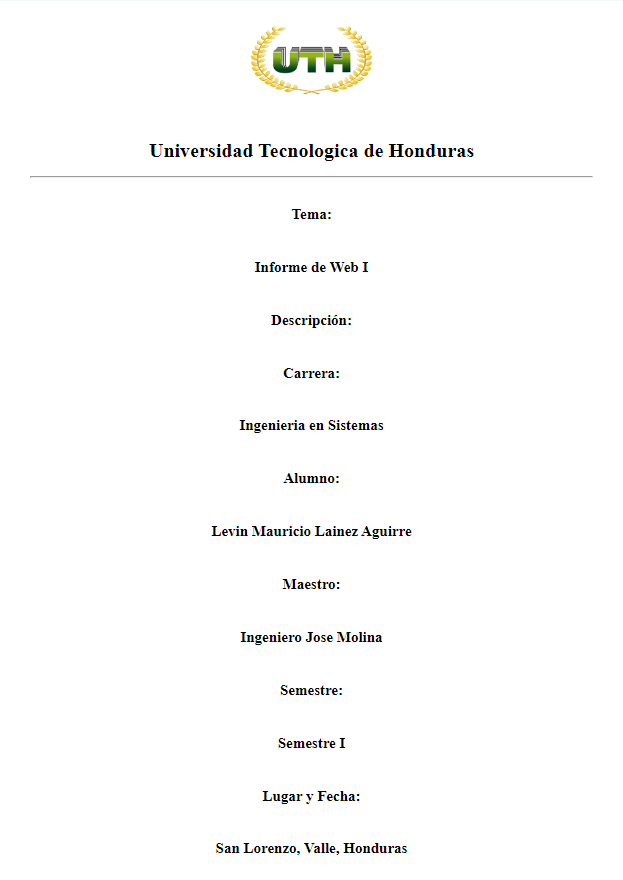 UTH
Universidad Tecnologica de Honduras
Tema:
Informe de Web I
Descripción:
Carrera:
Ingenieria en Sistemas
Alumno:
Levin Mauricio Lainez Aguirre
Maestro:
Ingeniero Jose Molina
Semestre:
Semestre I
Lugar y Fecha:
San Lorenzo, Valle, Honduras